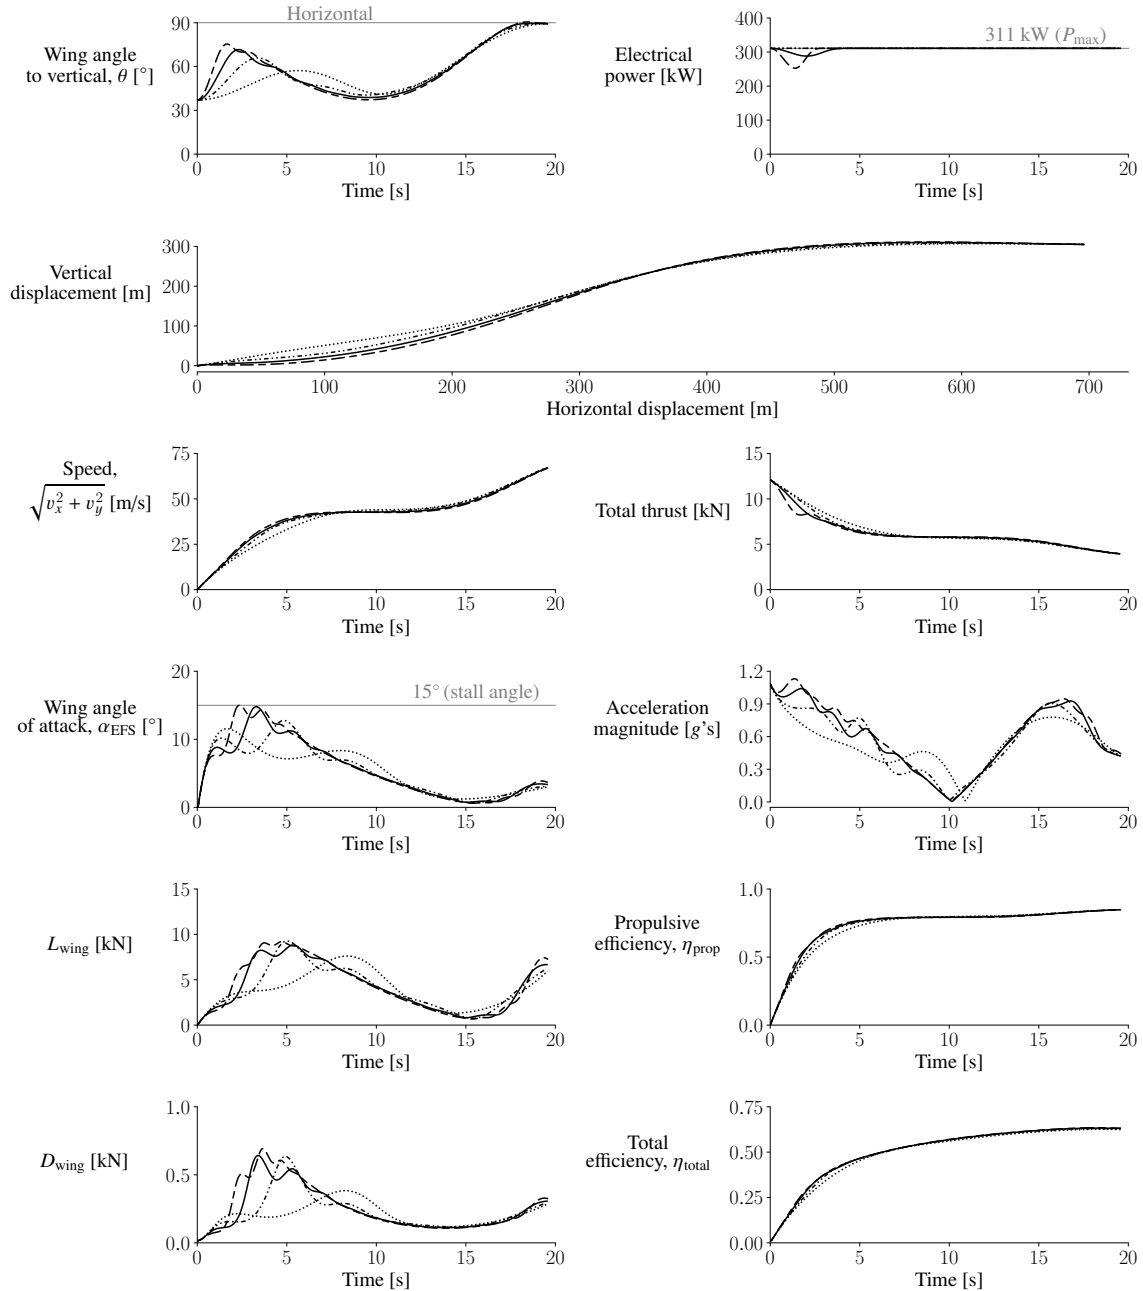 Horizontal
Wing angle
to vertical, θ [°]
90
60
30
0
0 5 10 15 20
Time [s]
Electrical
power [kW]
311 kW (Pmax)
400
300
200
100
0
0 5 10 15 20
Time [s]
Vertical
displacement [m]
300
200
100
0
0 100 200 300 400 500 600 700
Horizontal displacement [m]
Speed,
√(v_x^2 + v_y^2) [m/s]
75
50
25
0
0 5 10 15 20
Time [s]
Total thrust [kN]
15
10
5
0
0 5 10 15 20
Time [s]
Wing angle
of attack, αEFS [°]
15° (stall angle)
20
10
0
0 5 10 15 20
Time [s]
Acceleration
magnitude [g's]
1.2
0.9
0.6
0.3
0.0
0 5 10 15 20
Time [s]
Lwing [kN]
15
10
5
0
0 5 10 15 20
Time [s]
Propulsive
efficiency, ηprop
1.0
0.5
0.0
0 5 10 15 20
Time [s]
Dwing [kN]
1.0
0.5
0.0
0 5 10 15 20
Time [s]
Total
efficiency, ηtotal
0.75
0.50
0.25
0.00
0 5 10 15 20
Time [s]